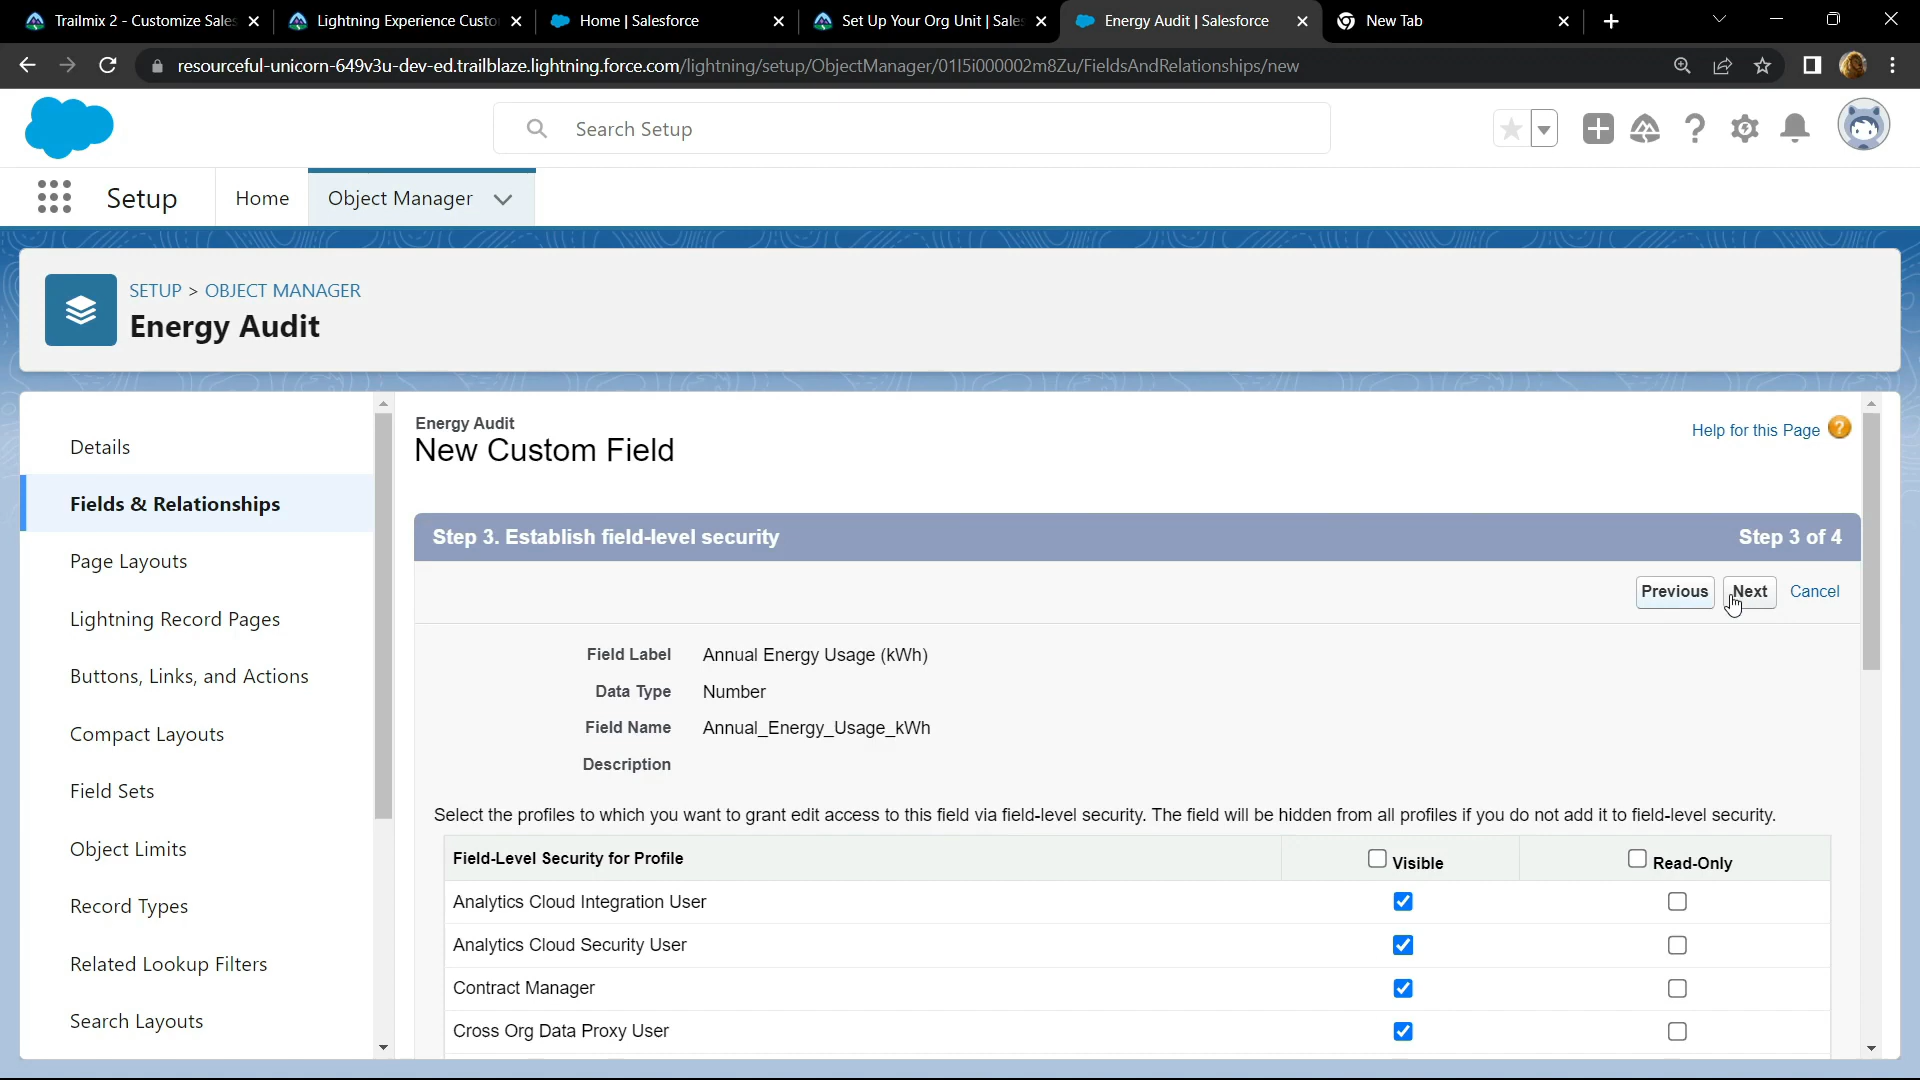 Trailmix 2 - Customize Sales
Lightning Experience Custo
Home | Salesforce
Set Up Your Org Unit | Sales
Energy Audit | Salesforce
New Tab
resourceful-unicorn-649v3u-dev-ed.trailblaze.lightning.force.com/lightning/setup/ObjectManager/01I5i000002m8Zu/FieldsAndRelationships/new
Search Setup
Setup
Home
Object Manager
SETUP > OBJECT MANAGER
Energy Audit
Details
Fields & Relationships
Page Layouts
Lightning Record Pages
Buttons, Links, and Actions
Compact Layouts
Field Sets
Object Limits
Record Types
Related Lookup Filters
Search Layouts
Energy Audit
New Custom Field
Help for this Page
Step 3. Establish field-level security
Step 3 of 4
Previous
Next
Cancel
Field Label Annual Energy Usage (kWh)
Data Type Number
Field Name Annual_Energy_Usage_kWh
Description
Select the profiles to which you want to grant edit access to this field via field-level security. The field will be hidden from all profiles if you do not add it to field-level security.
Field-Level Security for Profile Visible Read-Only
Analytics Cloud Integration User
Analytics Cloud Security User
Contract Manager
Cross Org Data Proxy User